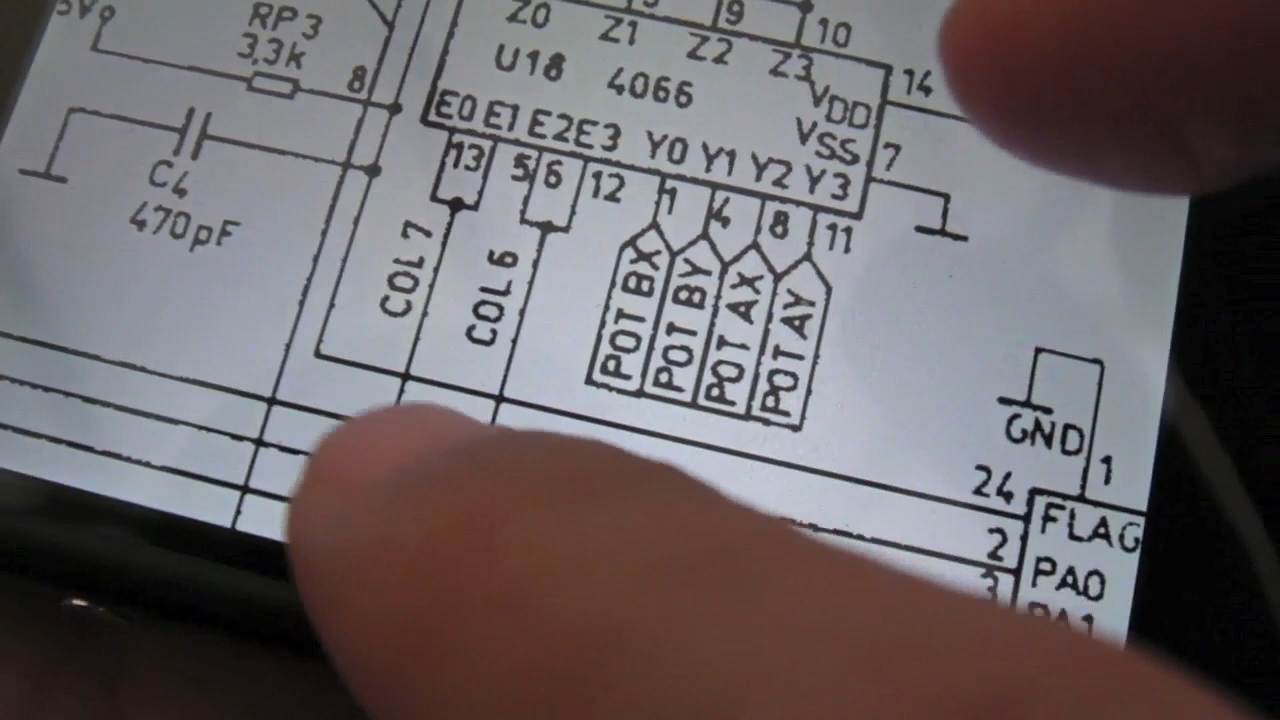 5V
RP3
3,3k
8
C4
470pF
9
10
Z0 Z1 Z2 Z3
U18 4066
14
VDD
VSS
7
E0 E1 E2 E3 Y0 Y1 Y2 Y3
13 5 6 12 1 4 8 11
COL 7
COL 6
POT BX
POT BY
POT AX
POT AY
GND
1
24
FLAG
2
PA0
3
PA1